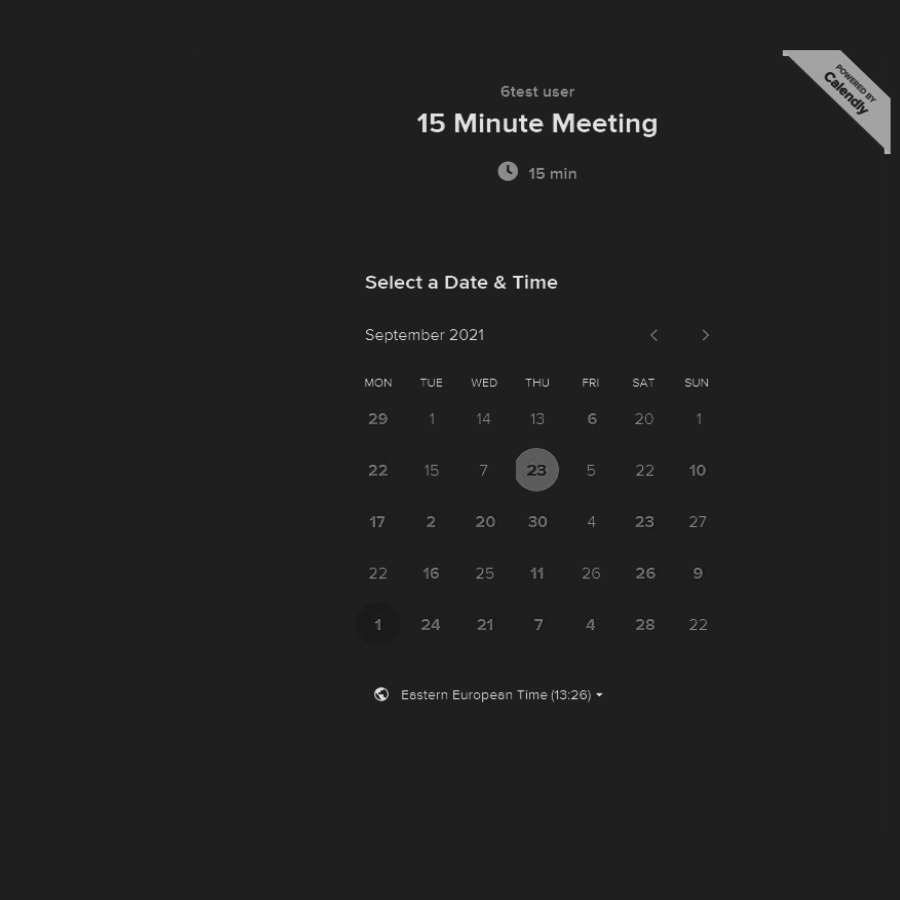 POWERED BY
Calendly
6test user
15 Minute Meeting
15 min
Select a Date & Time
September 2021
MON TUE WED THU FRI SAT SUN
29 1 14 13 6 20 1
22 15 7 23 5 22 10
17 2 20 30 4 23 27
22 16 25 11 26 26 9
1 24 21 7 4 28 22
Eastern European Time (13:26)